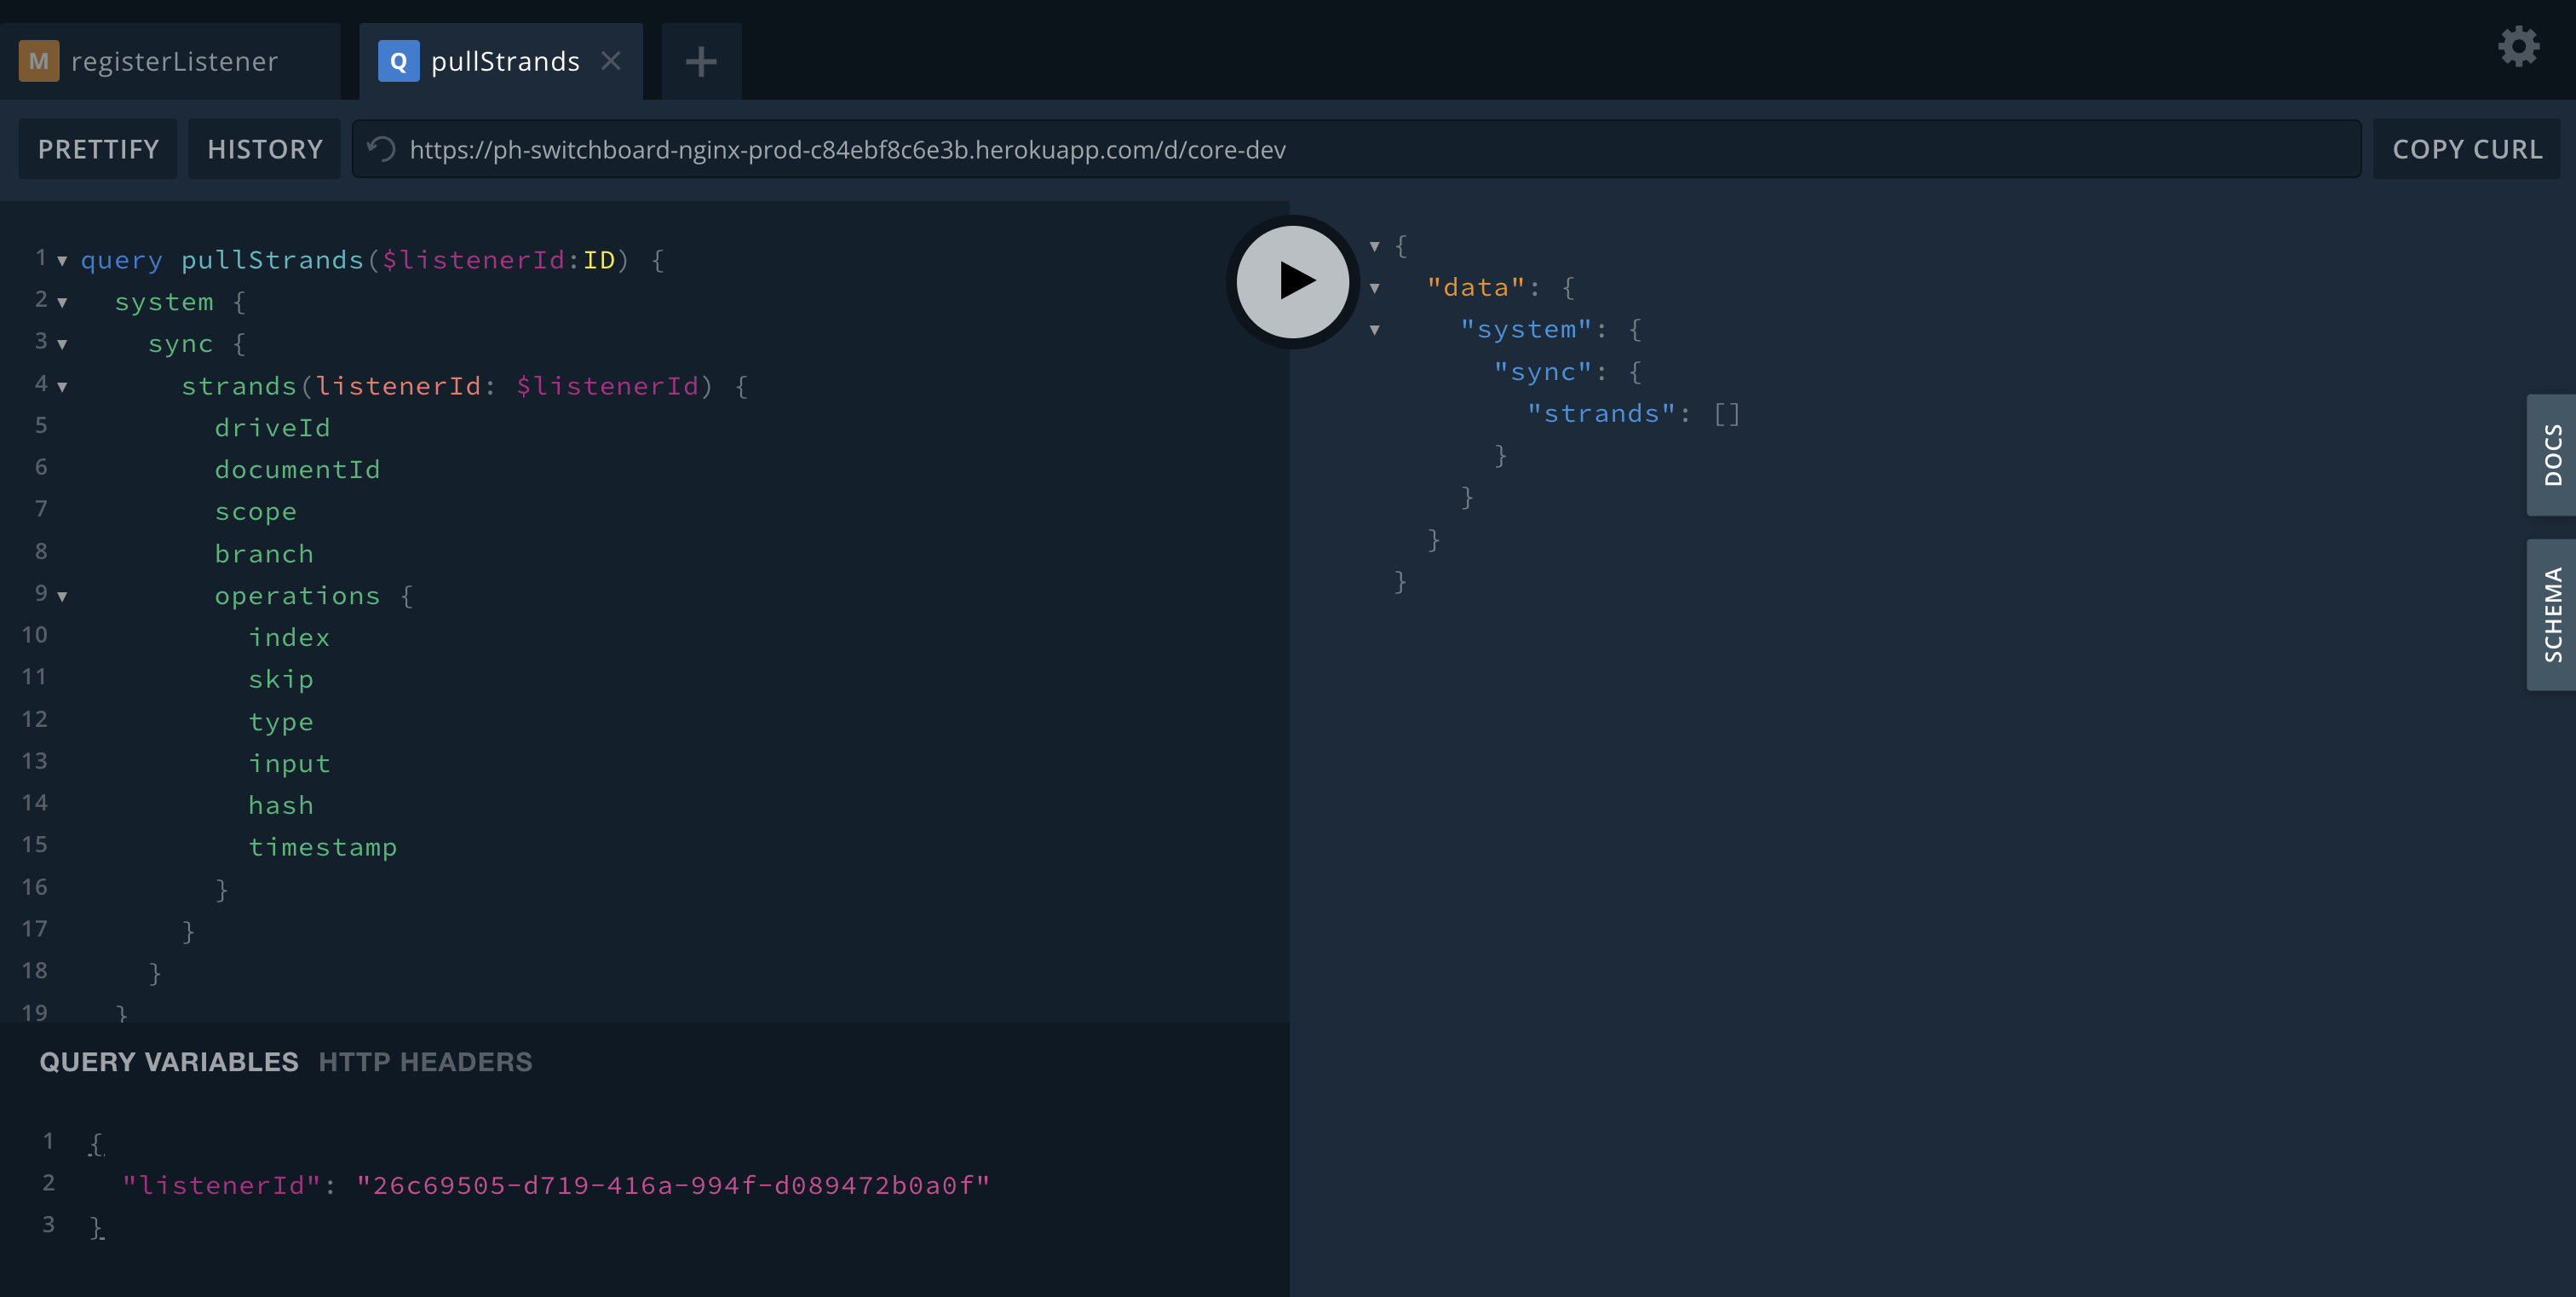 M registerListener
Q pullStrands
PRETTIFY
HISTORY
https://ph-switchboard-nginx-prod-c84ebf8c6e3b.herokuapp.com/d/core-dev
COPY CURL
1 query pullStrands($listenerId:ID) {
2 system {
3 sync {
4 strands(listenerId: $listenerId) {
5 driveId
6 documentId
7 scope
8 branch
9 operations {
10 index
11 skip
12 type
13 input
14 hash
15 timestamp
16 }
17 }
18 }
19 }
QUERY VARIABLES HTTP HEADERS
1 {
2 "listenerId": "26c69505-d719-416a-994f-d089472b0a0f"
3 }
{
"data": {
"system": {
"sync": {
"strands": []
}
}
}
}
DOCS
SCHEMA